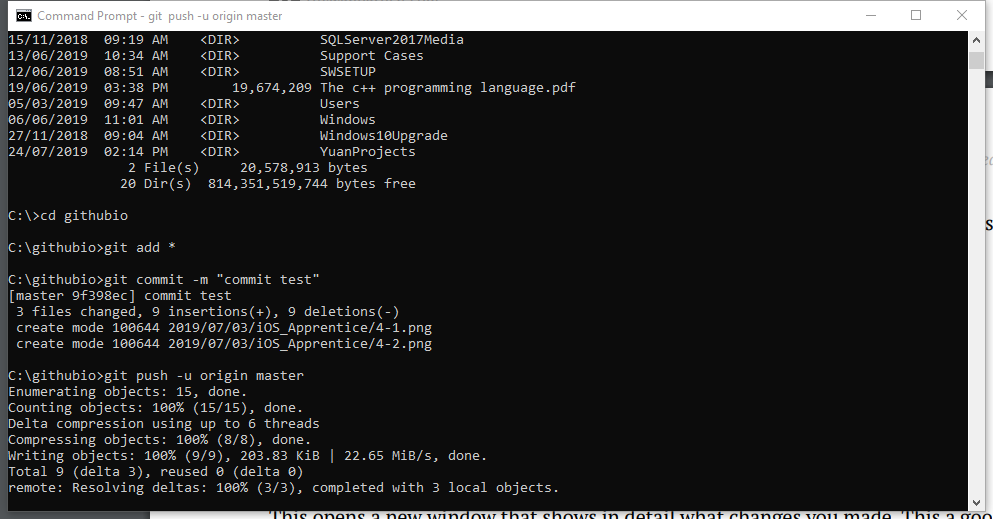 Command Prompt - git  push -u origin master
15/11/2018  09:19 AM    <DIR>          SQLServer2017Media
13/06/2019  10:34 AM    <DIR>          Support Cases
12/06/2019  08:51 AM    <DIR>          SWSETUP
19/06/2019  03:38 PM        19,674,209 The c++ programming language.pdf
05/03/2019  09:47 AM    <DIR>          Users
06/06/2019  11:01 AM    <DIR>          Windows
27/11/2018  09:04 AM    <DIR>          Windows10Upgrade
24/07/2019  02:14 PM    <DIR>          YuanProjects
               2 File(s)     20,578,913 bytes
              20 Dir(s)  814,351,519,744 bytes free
C:\>cd githubio
C:\githubio>git add *
C:\githubio>git commit -m "commit test"
[master 9f398ec] commit test
 3 files changed, 9 insertions(+), 9 deletions(-)
 create mode 100644 2019/07/03/iOS_Apprentice/4-1.png
 create mode 100644 2019/07/03/iOS_Apprentice/4-2.png
C:\githubio>git push -u origin master
Enumerating objects: 15, done.
Counting objects: 100% (15/15), done.
Delta compression using up to 6 threads
Compressing objects: 100% (8/8), done.
Writing objects: 100% (9/9), 203.83 KiB | 22.65 MiB/s, done.
Total 9 (delta 3), reused 0 (delta 0)
remote: Resolving deltas: 100% (3/3), completed with 3 local objects.
This opens a new window that shows in detail what changes you made. This a goo